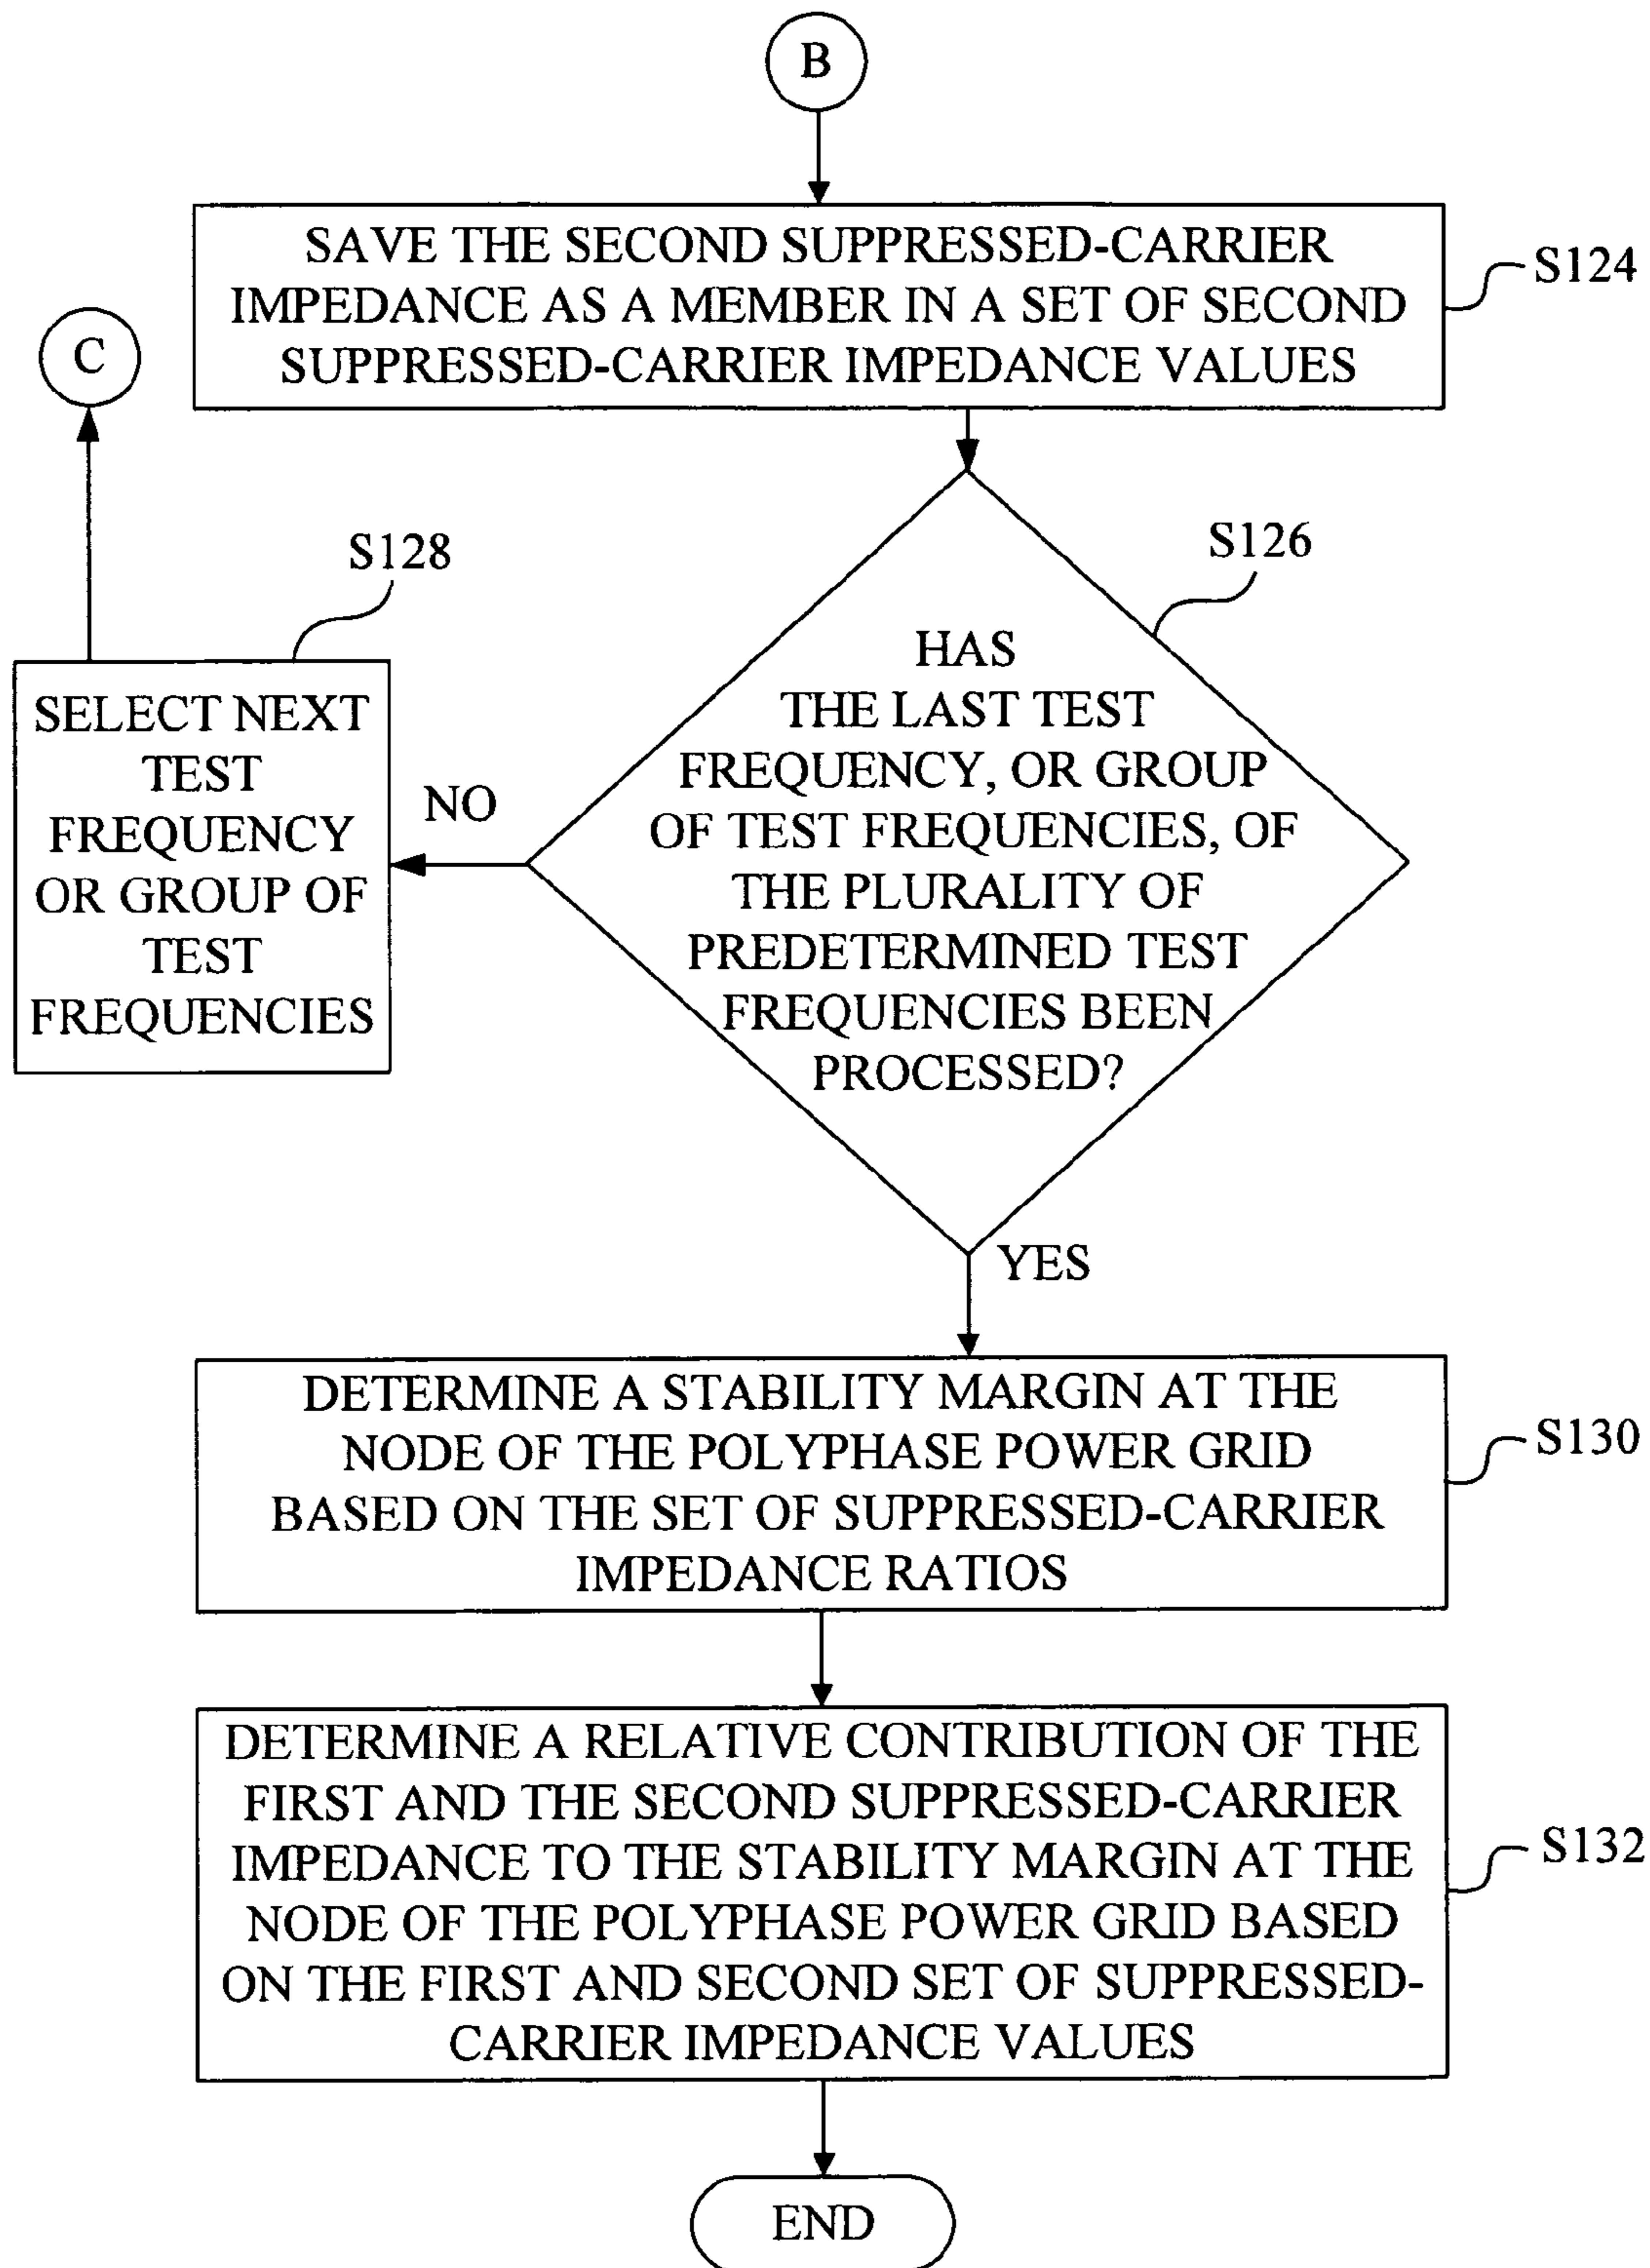 B
SAVE THE SECOND SUPPRESSED-CARRIER
IMPEDANCE AS A MEMBER IN A SET OF SECOND
SUPPRESSED-CARRIER IMPEDANCE VALUES
S124
C
S128
S126
SELECT NEXT
TEST
FREQUENCY
OR GROUP OF
TEST
FREQUENCIES
NO
HAS
THE LAST TEST
FREQUENCY, OR GROUP
OF TEST FREQUENCIES, OF
THE PLURALITY OF
PREDETERMINED TEST
FREQUENCIES BEEN
PROCESSED?
YES
DETERMINE A STABILITY MARGIN AT THE
NODE OF THE POLYPHASE POWER GRID
BASED ON THE SET OF SUPPRESSED-CARRIER
IMPEDANCE RATIOS
S130
DETERMINE A RELATIVE CONTRIBUTION OF THE
FIRST AND THE SECOND SUPPRESSED-CARRIER
IMPEDANCE TO THE STABILITY MARGIN AT THE
NODE OF THE POLYPHASE POWER GRID BASED
ON THE FIRST AND SECOND SET OF SUPPRESSED-
CARRIER IMPEDANCE VALUES
S132
END